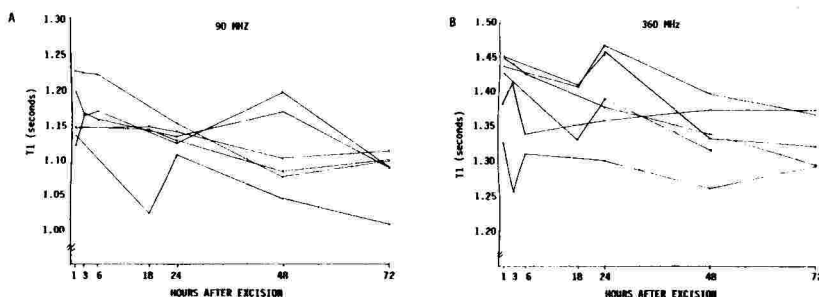 A
90 MHZ
1.30
1.25
1.20
1.15
1.10
1.05
1.00
T1 (seconds)
1 3 6 18 24 48 72
HOURS AFTER EXCISION
B
360 MHz
1.50
1.45
1.40
1.35
1.30
1.25
1.20
T1 (seconds)
1 3 6 18 24 48 72
HOURS AFTER EXCISION